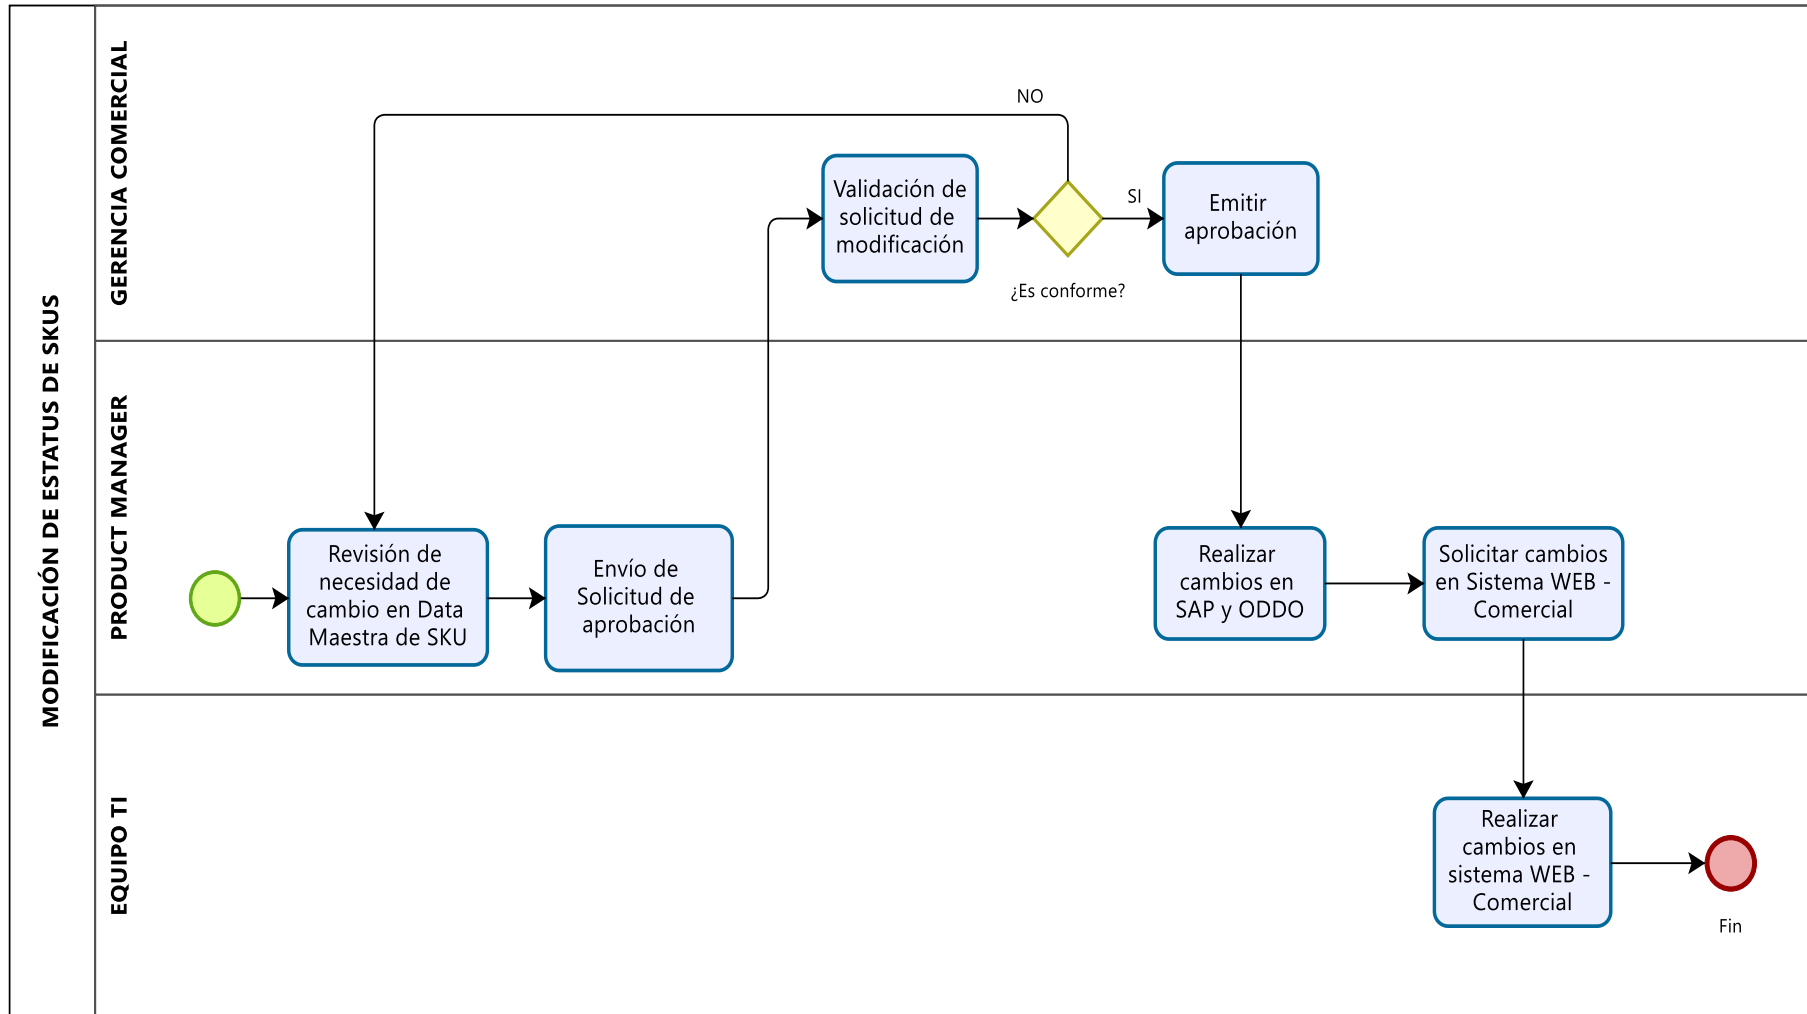 MODIFICACIÓN DE ESTATUS DE SKUS
GERENCIA COMERCIAL
NO
Validación de
solicitud de
modificación
¿Es conforme?
SI
Emitir
aprobación
PRODUCT MANAGER
Revisión de
necesidad de
cambio en Data
Maestra de SKU
Envío de
Solicitud de
aprobación
Realizar
cambios en
SAP y ODDO
Solicitar cambios
en Sistema WEB -
Comercial
EQUIPO TI
Realizar
cambios en
sistema WEB -
Comercial
Fin